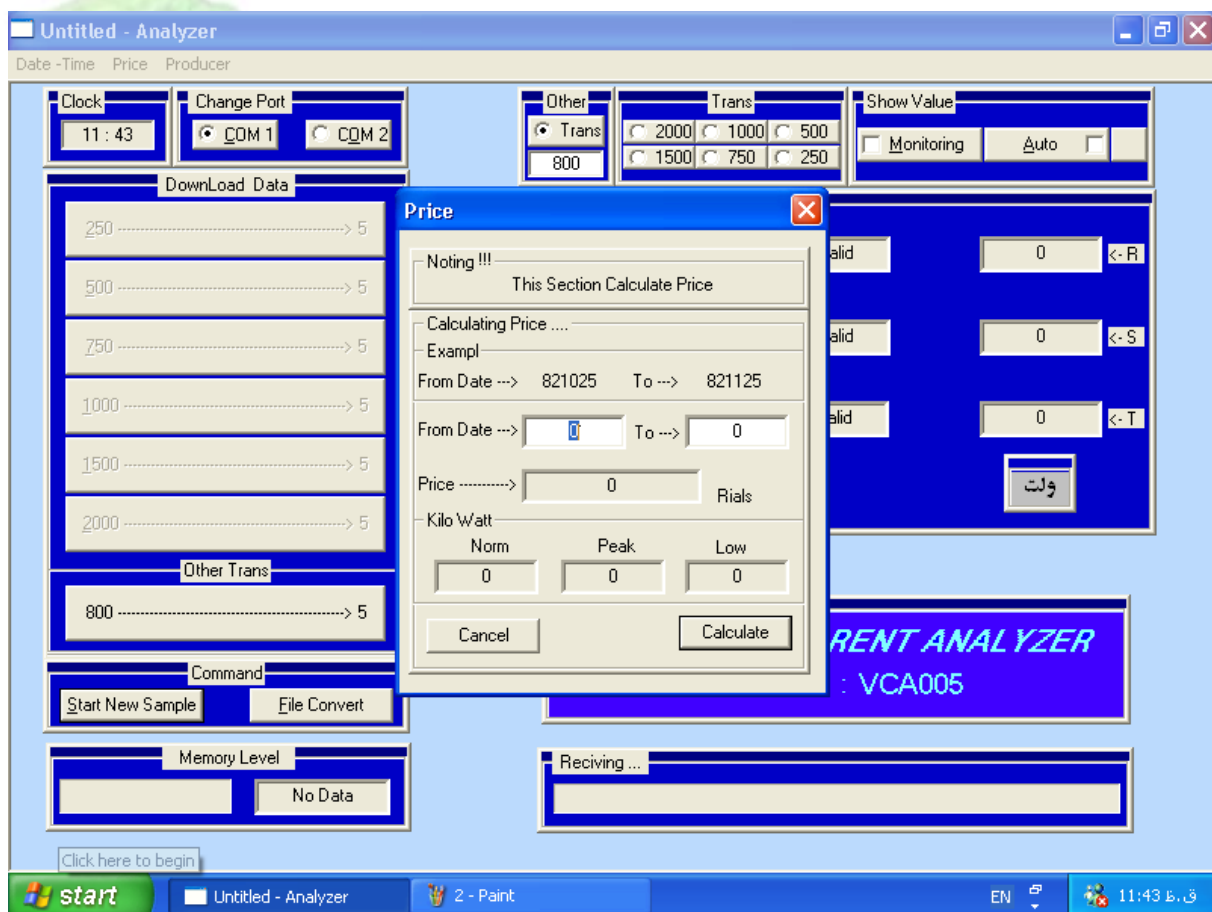 Untitled - Analyzer
Date -Time Price Producer
Clock
11 : 43
Change Port
COM 1 COM 2
Other
Trans
800
Trans
2000 1000 500
1500 750 250
Show Value
Monitoring Auto
DownLoad Data
250 ---------> 5
500 ---------> 5
750 ---------> 5
1000 ---------> 5
1500 ---------> 5
2000 ---------> 5
Other Trans
800 ---------> 5
Command
Start New Sample File Convert
Memory Level
No Data
Price
Noting !!!
This Section Calculate Price
Calculating Price ....
Exampl
From Date ---> 821025 To ---> 821125
From Date ---> 0 To ---> 0
Price ----------> 0 Rials
Kilo Watt
Norm Peak Low
0 0 0
Cancel Calculate
alid 0 <- R
alid 0 <- S
alid 0 <- T
ولت
RENT ANALYZER
: VCA005
Reciving ...
Click here to begin
start Untitled - Analyzer 2 - Paint EN 11:43 ق.ظ